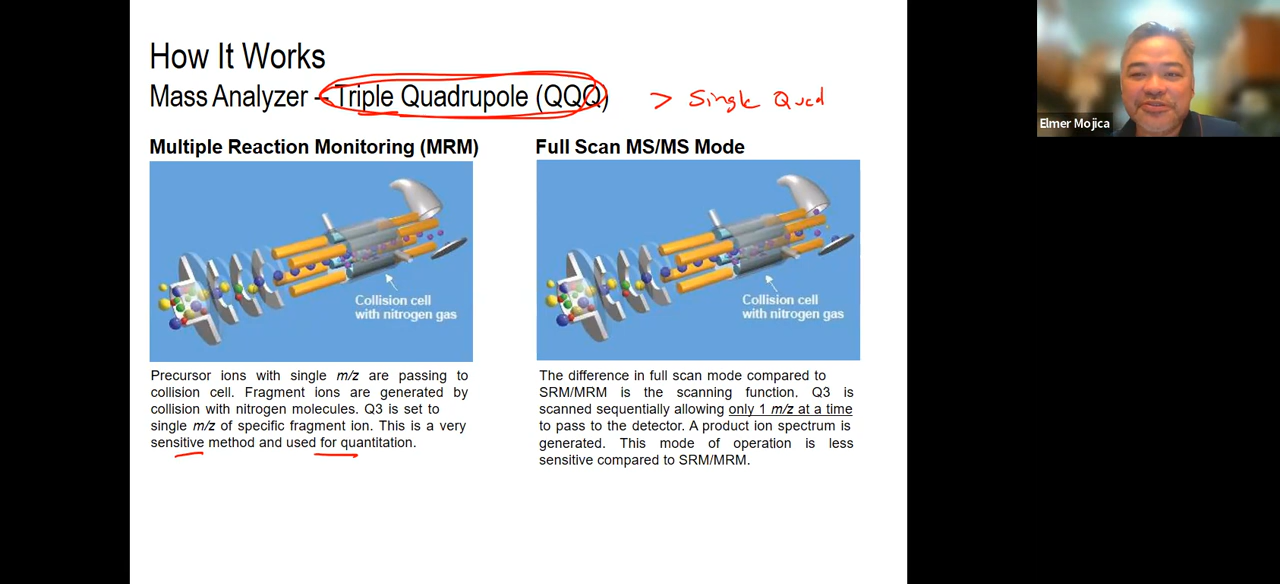 How It Works
Mass Analyzer – Triple Quadrupole (QQQ) > Single Quad
Multiple Reaction Monitoring (MRM)
Collision cell
with nitrogen gas
Precursor ions with single m/z are passing to
collision cell. Fragment ions are generated by
collision with nitrogen molecules. Q3 is set to
single m/z of specific fragment ion. This is a very
sensitive method and used for quantitation.
Full Scan MS/MS Mode
Collision cell
with nitrogen gas
The difference in full scan mode compared to
SRM/MRM is the scanning function. Q3 is
scanned sequentially allowing only 1 m/z at a time
to pass to the detector. A product ion spectrum is
generated. This mode of operation is less
sensitive compared to SRM/MRM.
Elmer Mojica